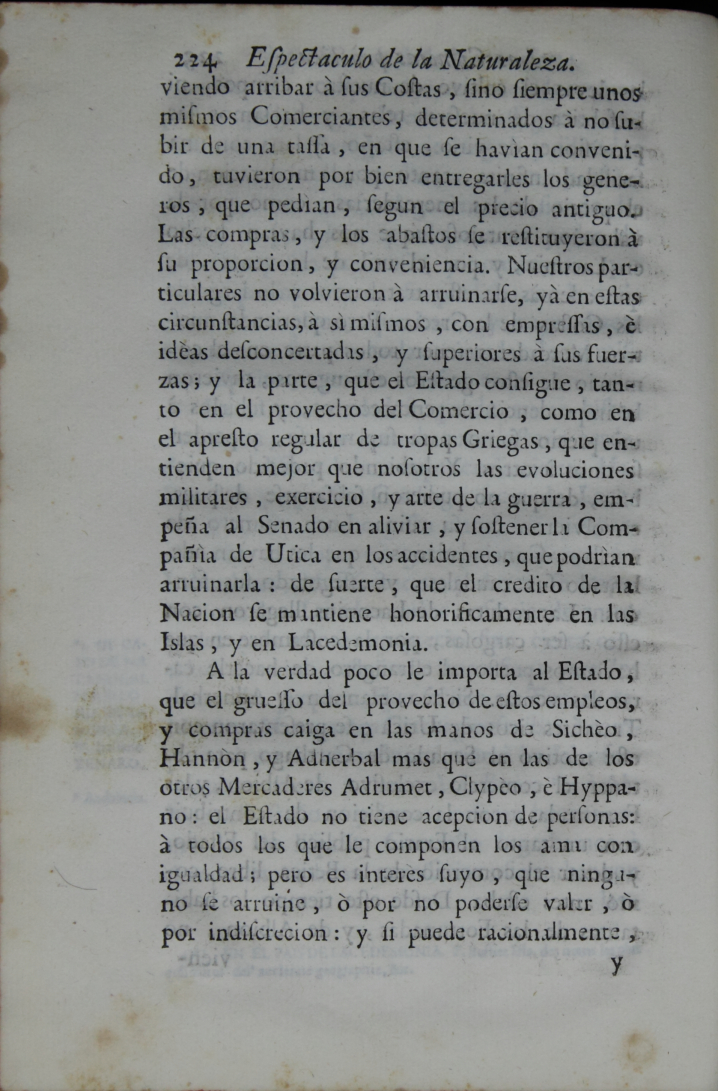 224 Eſpectaculo de la Naturaleza.
viendo arribar à ſus Coſtas , ſino ſiempre unos
miſmos Comerciantes, determinados à no ſu-
bir de una taſſa , en que ſe havian conveni-
do, tuvieron por bien entregarles los gene-
ros , que pedian , ſegun el precio antiguo.
Las compras, y los abaſtos ſe reſtituyeron à
ſu proporcion, y conveniencia. Nueſtros par-
ticulares no volvieron à arruinarſe, yà en eſtas
circunſtancias, à sì miſmos , con empreſſas , è
idèas deſconcertadas , y ſuperiores à ſus fuer-
zas; y la parte , que el Eſtado conſigue , tan-
to en el provecho del Comercio , como en
el apreſto regular de tropas Griegas , que en-
tienden mejor que noſotros las evoluciones
militares , exercicio , y arte de la guerra , em-
peña al Senado en aliviar , y ſoſtener la Com-
pañìa de Utica en los accidentes , que podrìan
arruinarla : de ſuerte , que el credito de la
Nacion ſe mantiene honorificamente en las
Islas , y en Lacedemonia.
A la verdad poco le importa al Eſtado,
que el grueſſo del provecho de eſtos empleos,
y compras caiga en las manos de Sichèo ,
Hannòn , y Adherbal mas que en las de los
otros Mercaderes Adrumet , Clypèo , è Hyppa-
no : el Eſtado no tiene acepcion de perſonas:
à todos los que le componen los ama con
igualdad ; pero es interès ſuyo , que ningu-
no ſe arruine , ò por no poderſe valer , ò
por indiſcrecion : y ſi puede racionalmente ,
y